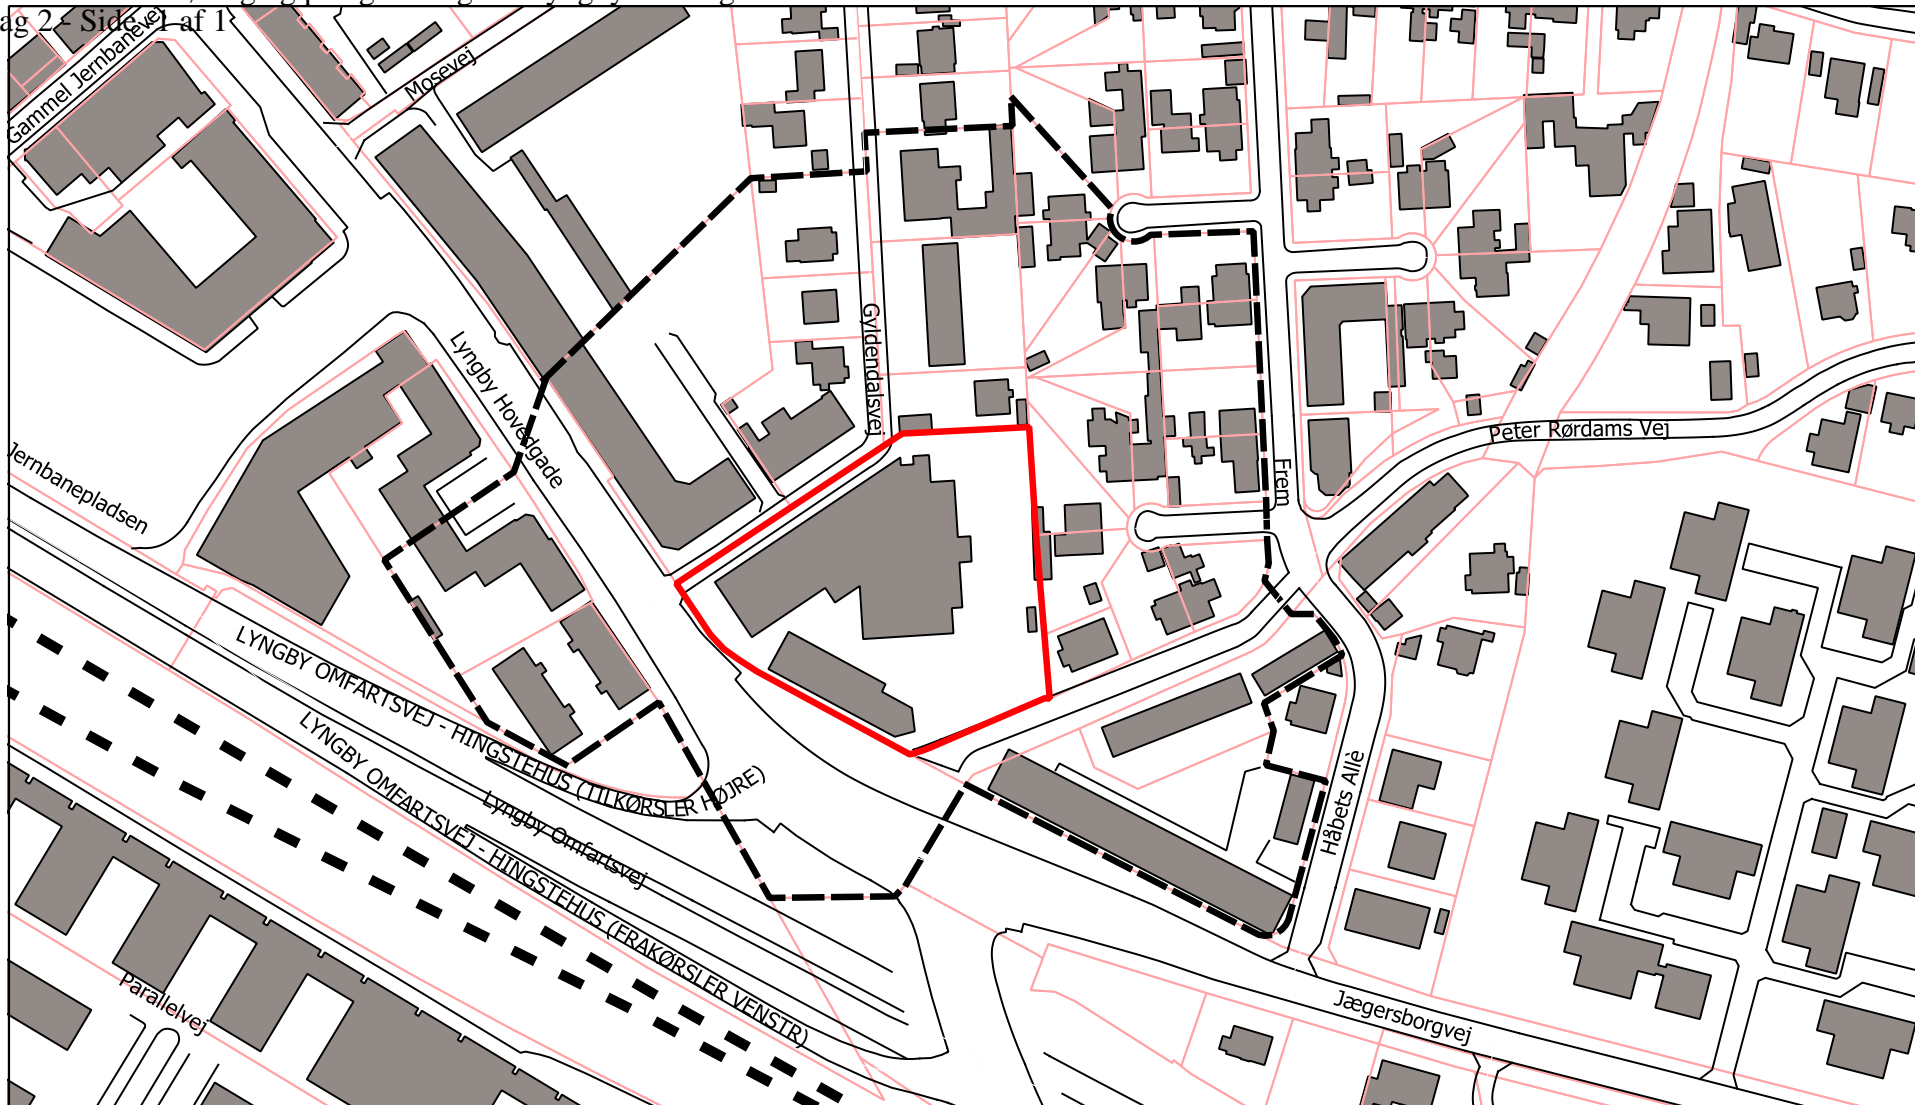 ag 2 - Side -1 af 1
Gammel Jernbanevej
Mosevej
Lyngby Hovedgade
Gyldendalsvej
Jernbanepladsen
Frem
Peter Rørdams Vej
LYNGBY OMFARTSVEJ - HINGSTEHUS (TILKØRSLER HØJRE)
LYNGBY OMFARTSVEJ - HINGSTEHUS (FRAKØRSLER VENSTR)
Lyngby Omfartsvej
Håbets Allè
Parallelvej
Jægersborgvej